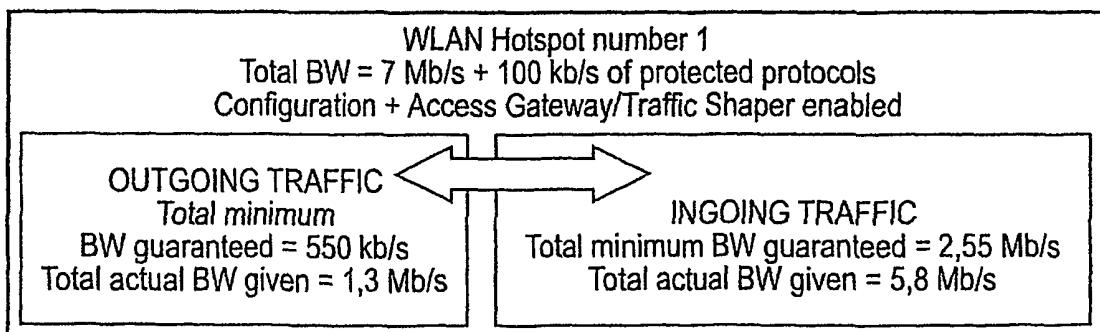 WLAN Hotspot number 1
Total BW = 7 Mb/s + 100 kb/s of protected protocols
Configuration + Access Gateway/Traffic Shaper enabled
OUTGOING TRAFFIC
Total minimum
BW guaranteed = 550 kb/s
Total actual BW given = 1,3 Mb/s
INGOING TRAFFIC
Total minimum BW guaranteed = 2,55 Mb/s
Total actual BW given = 5,8 Mb/s